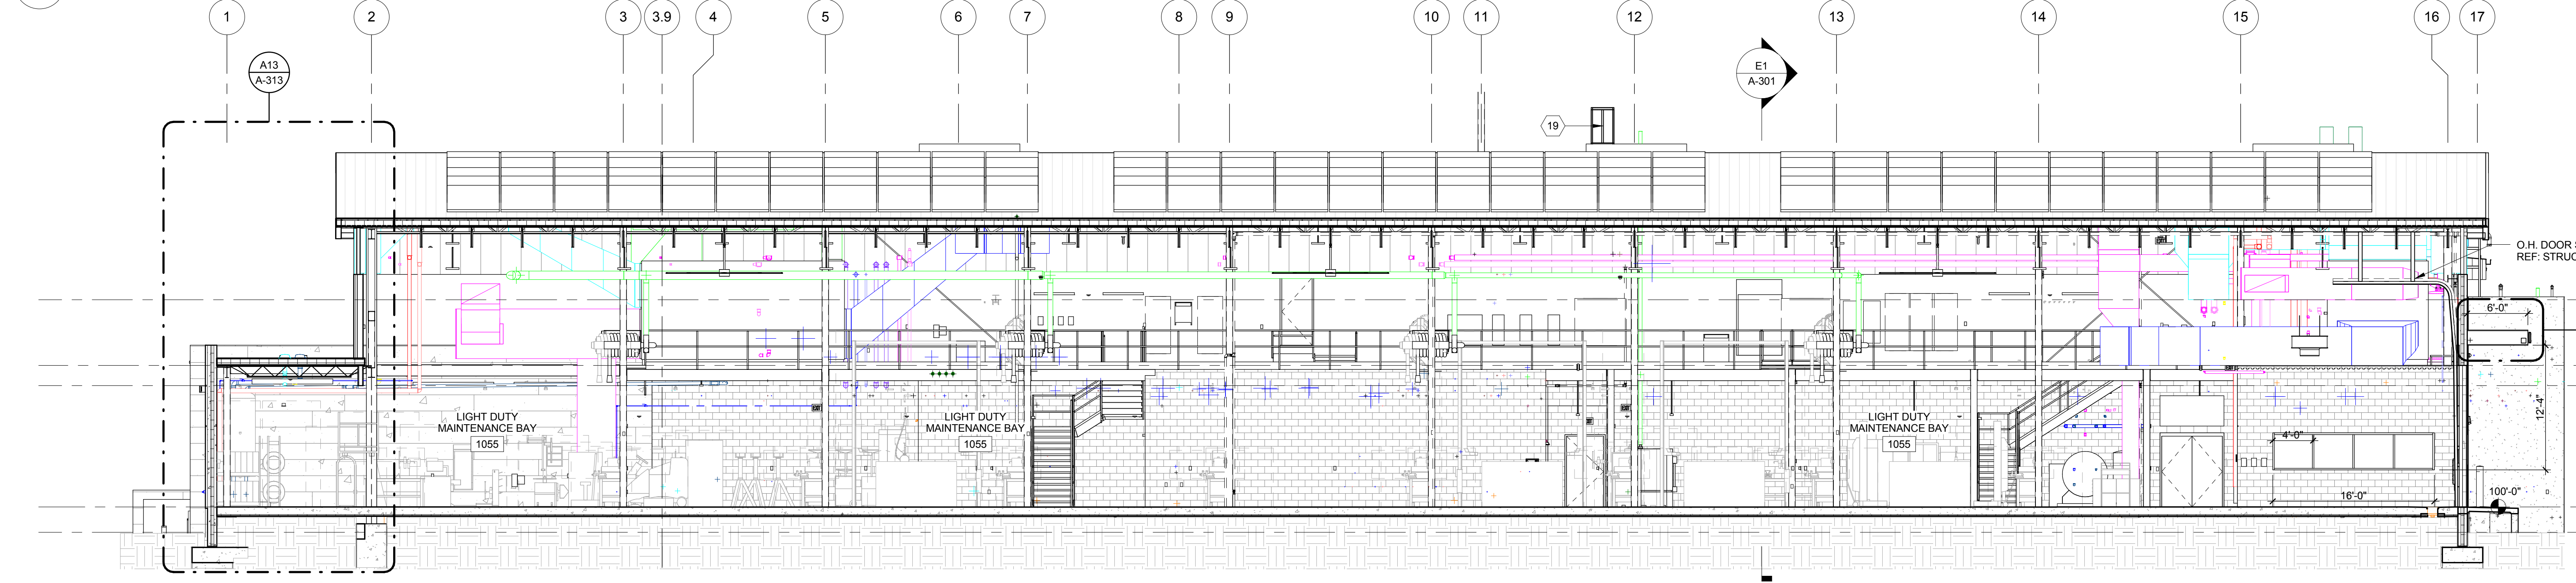 1
2
3
3.9
4
5
6
7
8
9
10
11
12
13
14
15
16
17
A13
A-313
E1
A-301
19
O.H. DOOR
REF:
6'-0"
LIGHT DUTY
MAINTENANCE BAY
1055
LIGHT DUTY
MAINTENANCE BAY
1055
LIGHT DUTY
MAINTENANCE BAY
1055
12'-4"
4'-0"
16'-0"
100'-0"